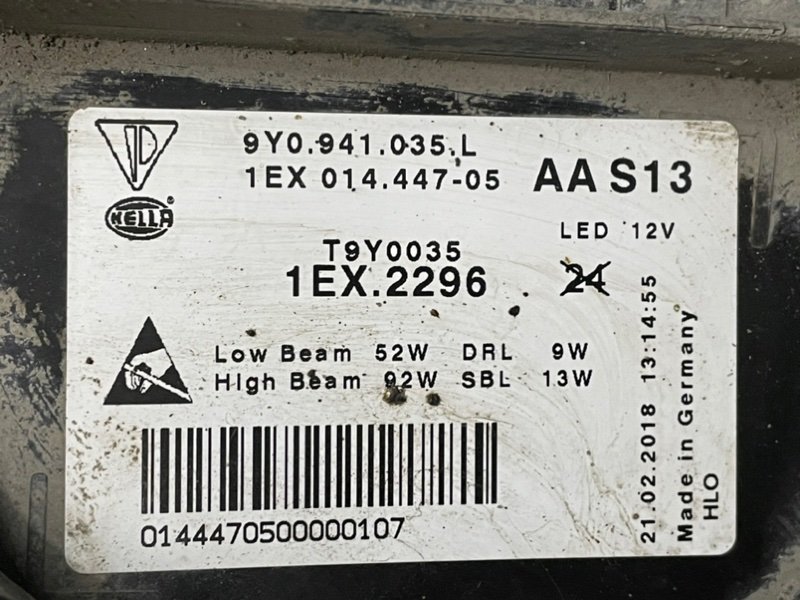 9Y0.941.035.L
1EX 014.447-05
AA S13
HELLA
LED 12V
T9Y0035
1EX.2296
24
Low Beam 52W DRL 9W
High Beam 92W SBL 13W
01444470500000107
21.02.2018 13:14:55
Made in Germany
HLO